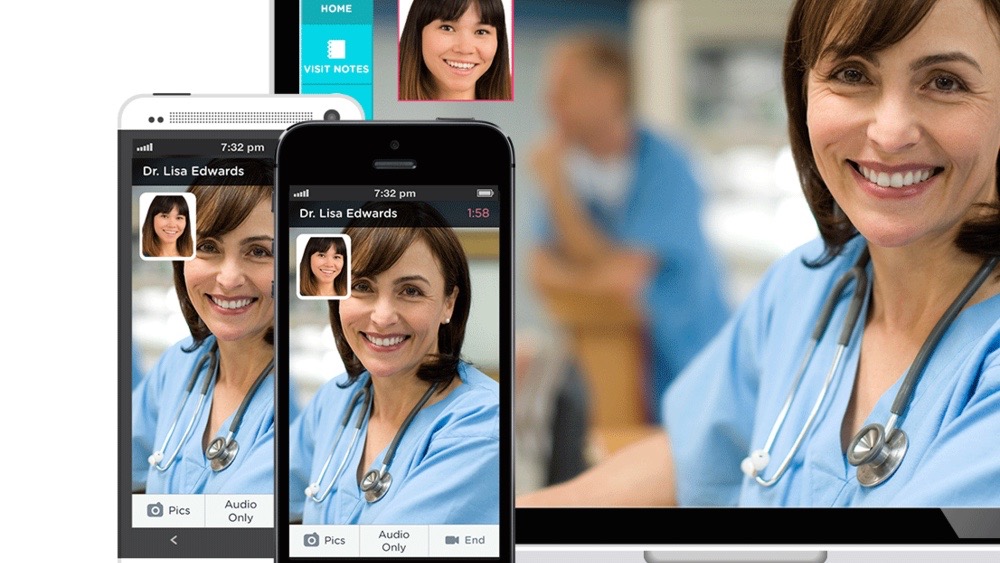 HOME
VISIT NOTES
7:32 pm
Dr. Lisa Edwards
Pics
Audio
Only
7:32 pm
Dr. Lisa Edwards 1:58
Pics
Audio
Only
End